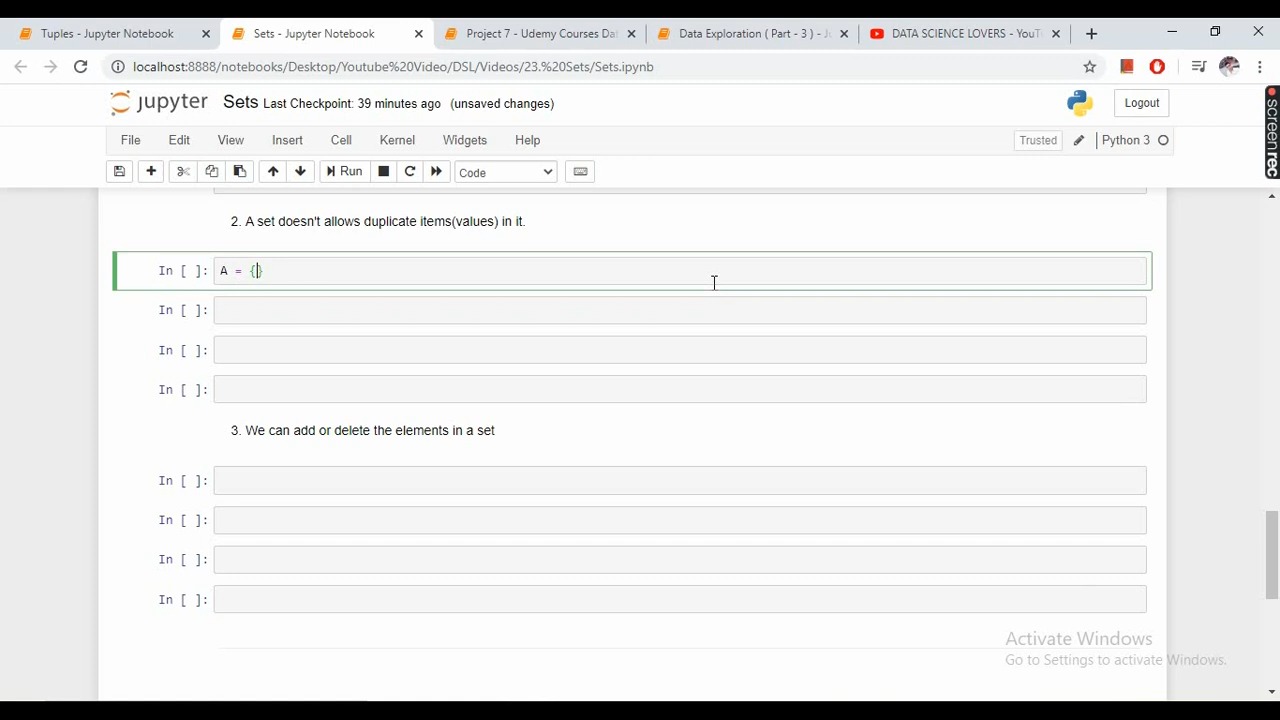 Tuples - Jupyter Notebook
Sets - Jupyter Notebook
Project 7 - Udemy Courses Dat
Data Exploration ( Part - 3 ) - Ju
DATA SCIENCE LOVERS - YouTu
localhost:8888/notebooks/Desktop/Youtube%20Video/DSL/Videos/23.%20Sets/Sets.ipynb
jupyter Sets Last Checkpoint: 39 minutes ago (unsaved changes)
Logout
File Edit View Insert Cell Kernel Widgets Help
Trusted Python 3
Run Code
screenrec
2. A set doesn't allows duplicate items(values) in it.
In [ ]: A = {}
In [ ]:
In [ ]:
In [ ]:
3. We can add or delete the elements in a set
In [ ]:
In [ ]:
In [ ]:
In [ ]:
Activate Windows
Go to Settings to activate Windows.